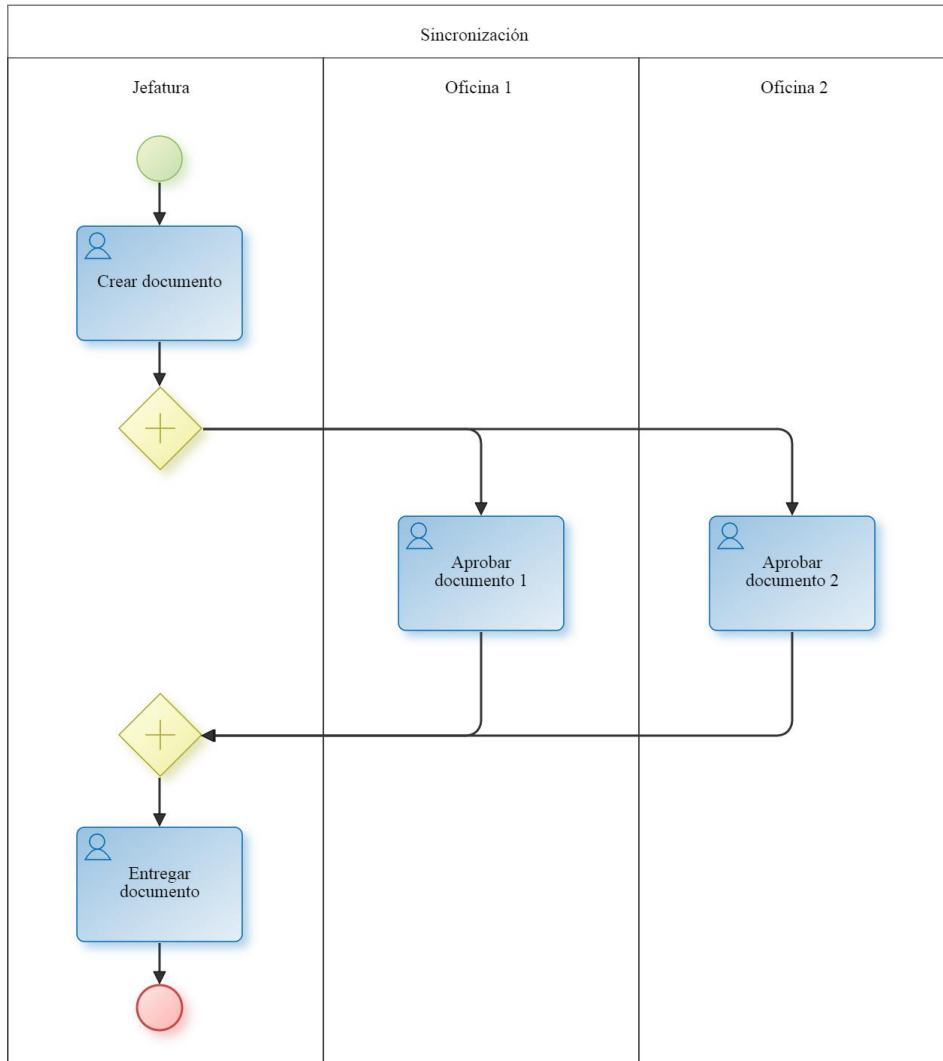 Sincronización
Jefatura
Oficina 1
Oficina 2
Crear documento
Aprobar
documento 1
Aprobar
documento 2
Entregar
documento